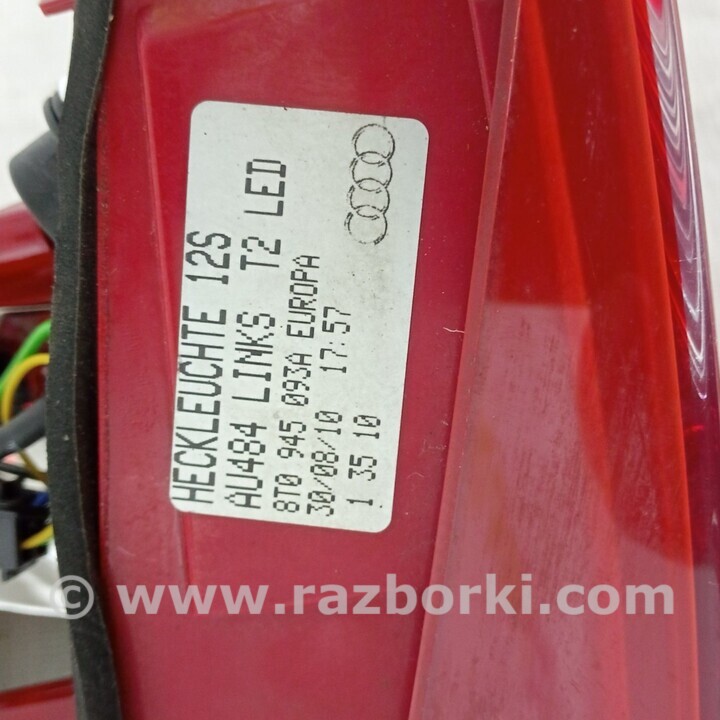 HECKLEUCHTE 12S
AU484 LINKS T2 LED
8T0 945 093A EUROPA
30/08/10 17:57
1 35 10
© www.razborki.com